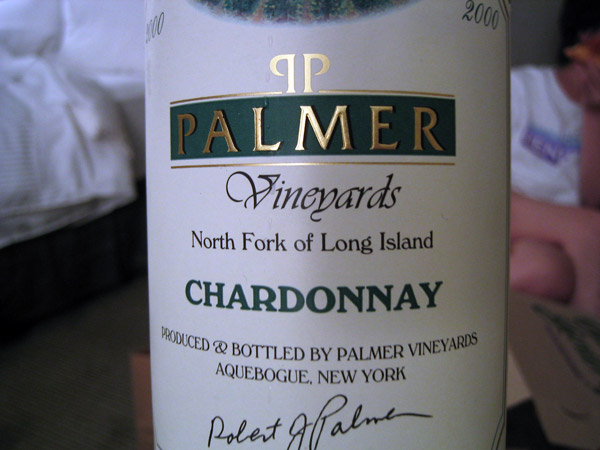 2000
2000
PP
PALMER
Vineyards
North Fork of Long Island
CHARDONNAY
PRODUCED & BOTTLED BY PALMER VINEYARDS
AQUEBOGUE, NEW YORK
Robert J Palmer